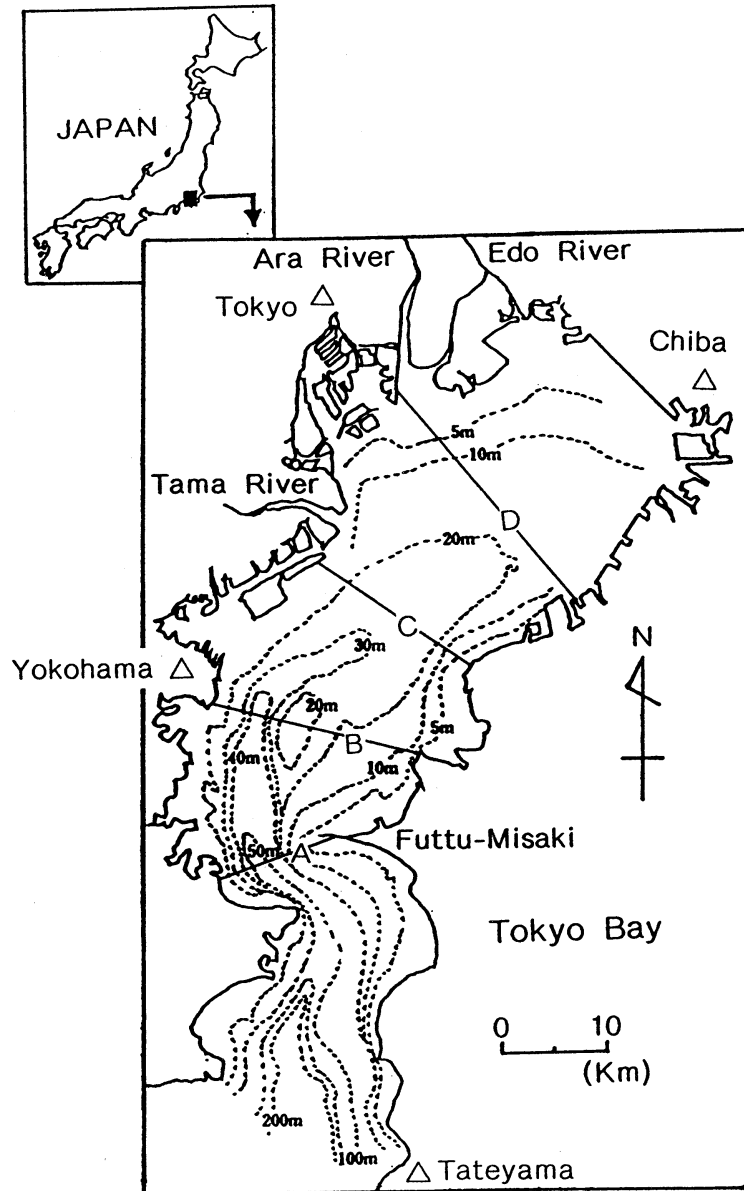 JAPAN
Ara River
Edo River
Tokyo
Chiba
5m
10m
Tama River
D
20m
C
N
30m
Yokohama
20m
B
5m
40m
10m
Futtu-Misaki
50m
A
Tokyo Bay
0 10
(Km)
200m
100m
Tateyama